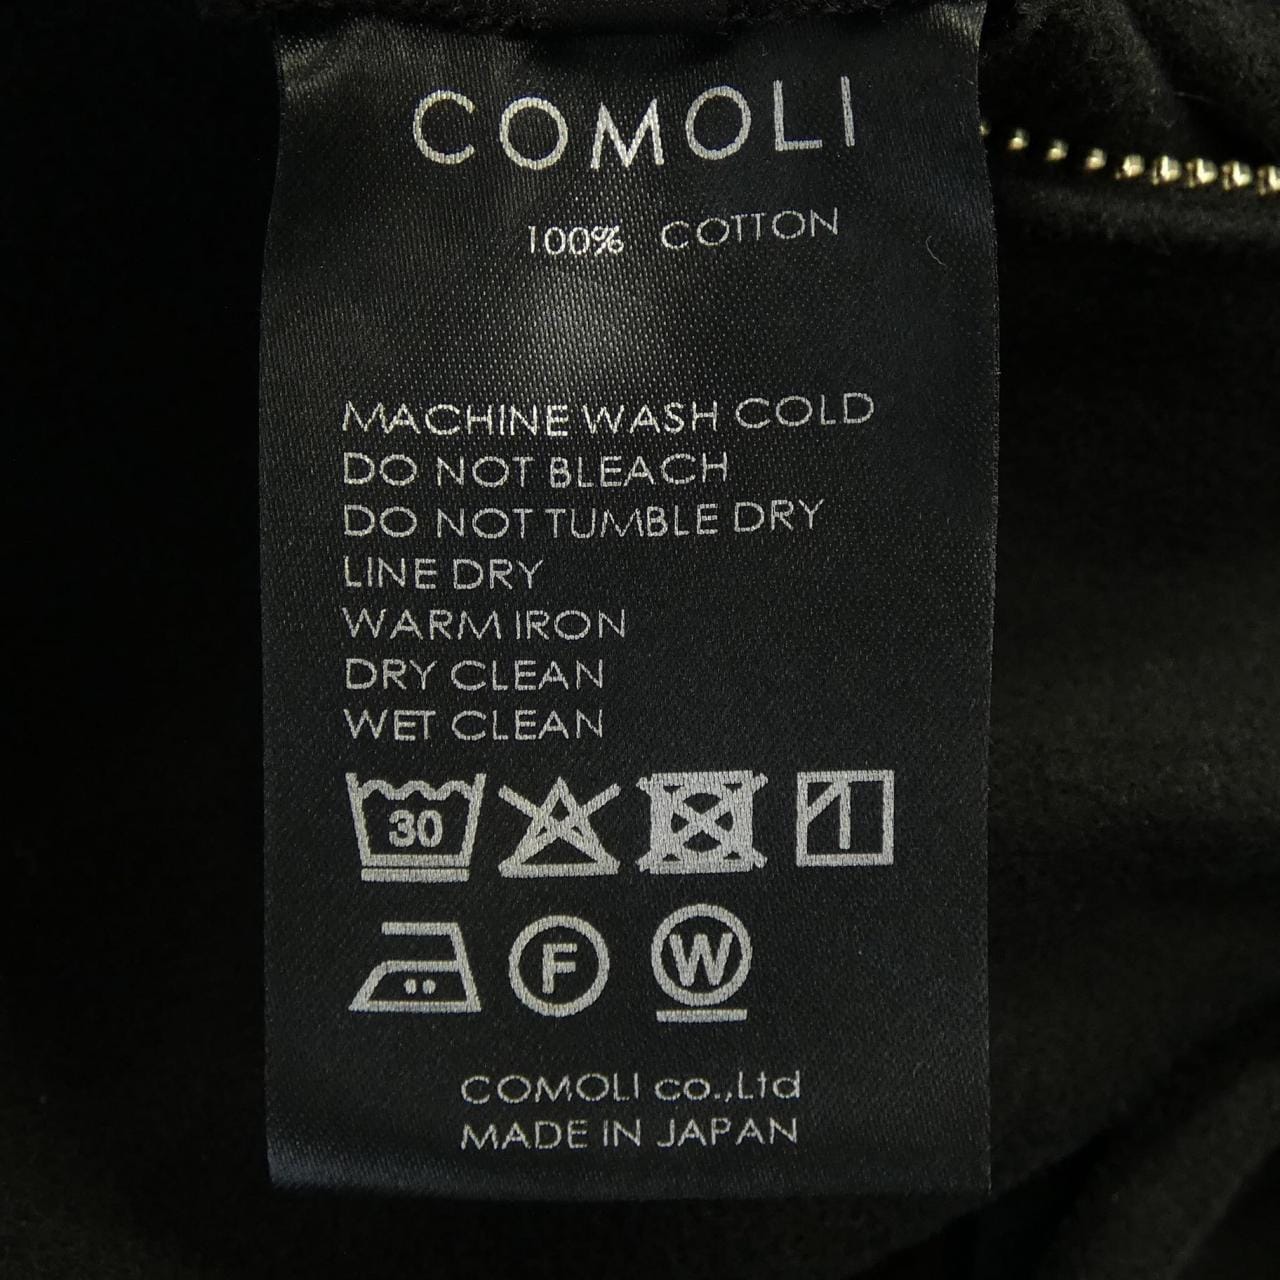 COMOLI
100% COTTON
MACHINE WASH COLD
DO NOT BLEACH
DO NOT TUMBLE DRY
LINE DRY
WARM IRON
DRY CLEAN
WET CLEAN
30
F W
COMOLI co.,Ltd
MADE IN JAPAN